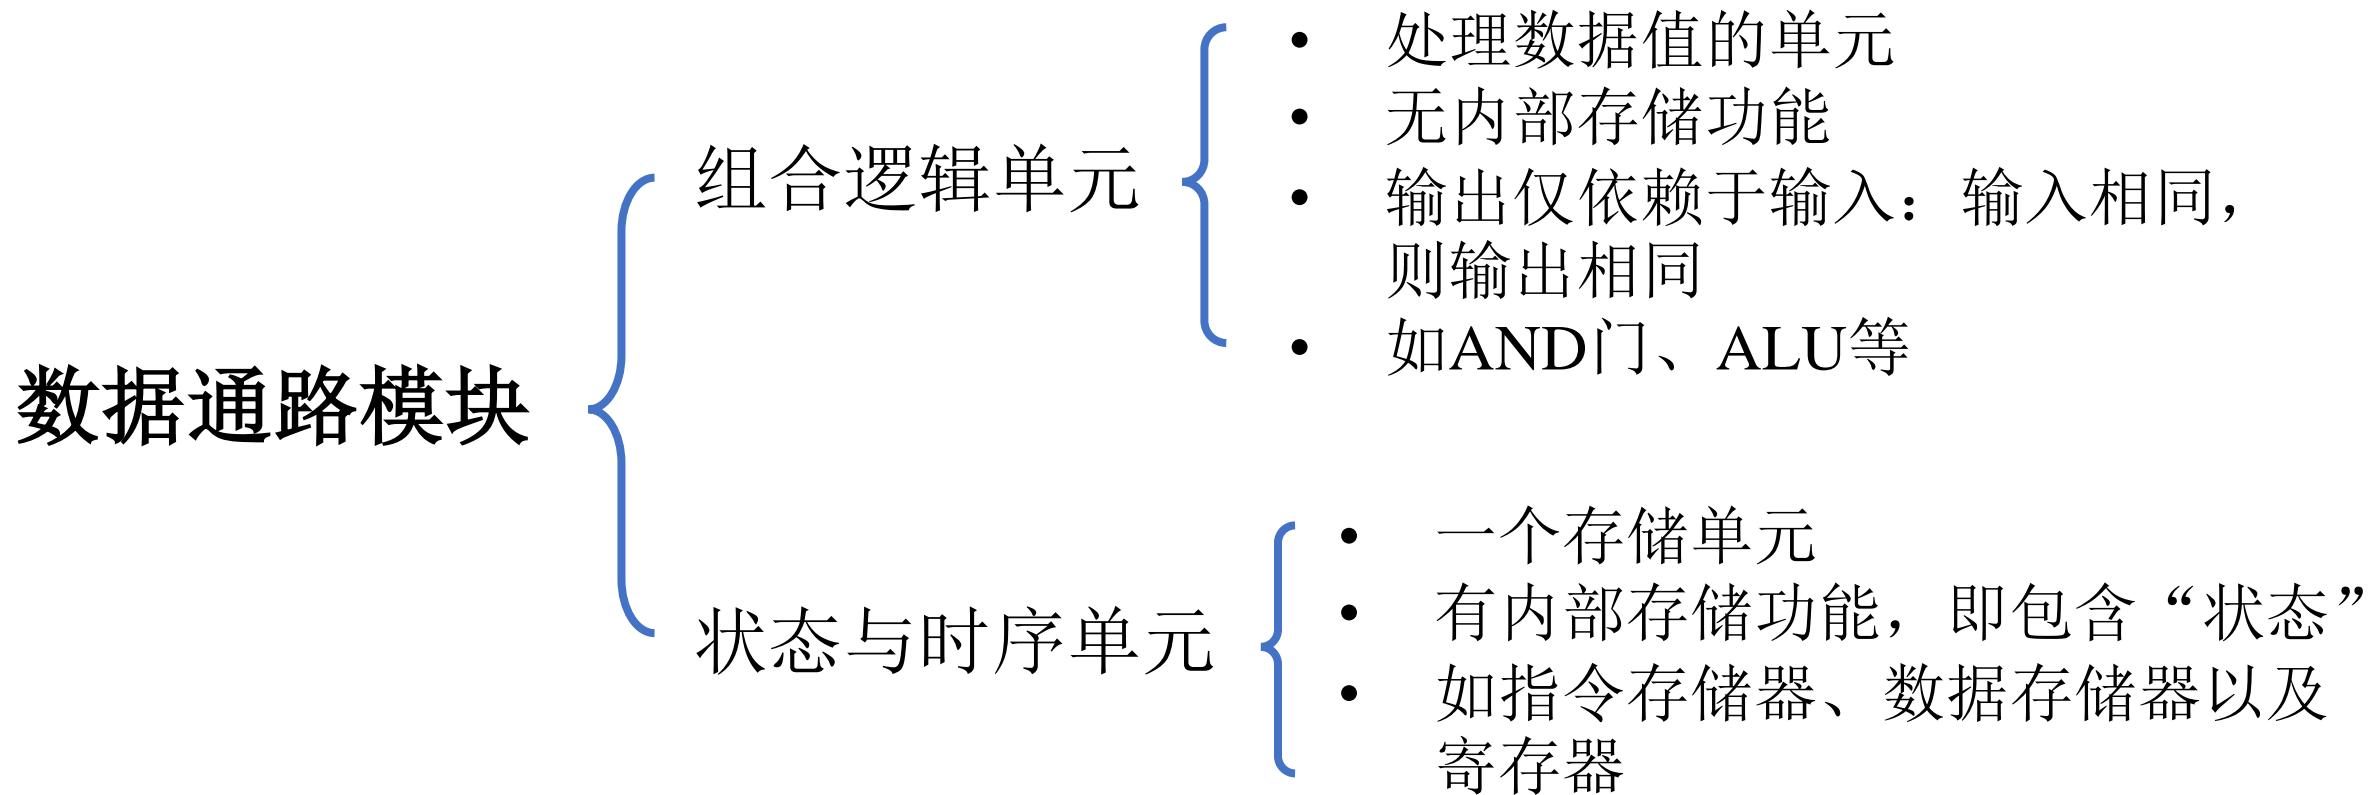 数据通路模块
组合逻辑单元
• 处理数据值的单元
• 无内部存储功能
• 输出仅依赖于输入：输入相同，
则输出相同
• 如AND门、ALU等
状态与时序单元
• 一个存储单元
• 有内部存储功能，即包含“状态”
• 如指令存储器、数据存储器以及
寄存器